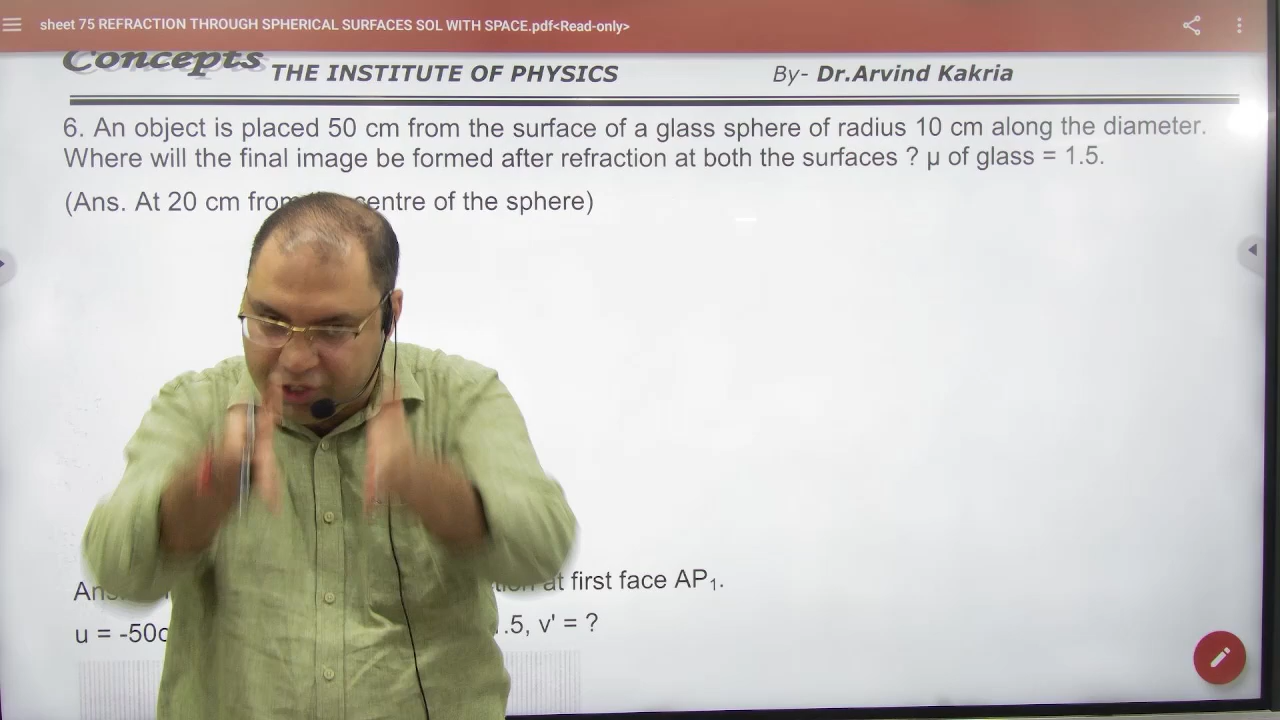 sheet 75 REFRACTION THROUGH SPHERICAL SURFACES SOL WITH SPACE.pdf<Read-only>
Concepts THE INSTITUTE OF PHYSICS By- Dr.Arvind Kakria
6. An object is placed 50 cm from the surface of a glass sphere of radius 10 cm along the diameter.
Where will the final image be formed after refraction at both the surfaces ? μ of glass = 1.5.
(Ans. At 20 cm from centre of the sphere)
at first face AP₁.
u = -50 .5, v' = ?